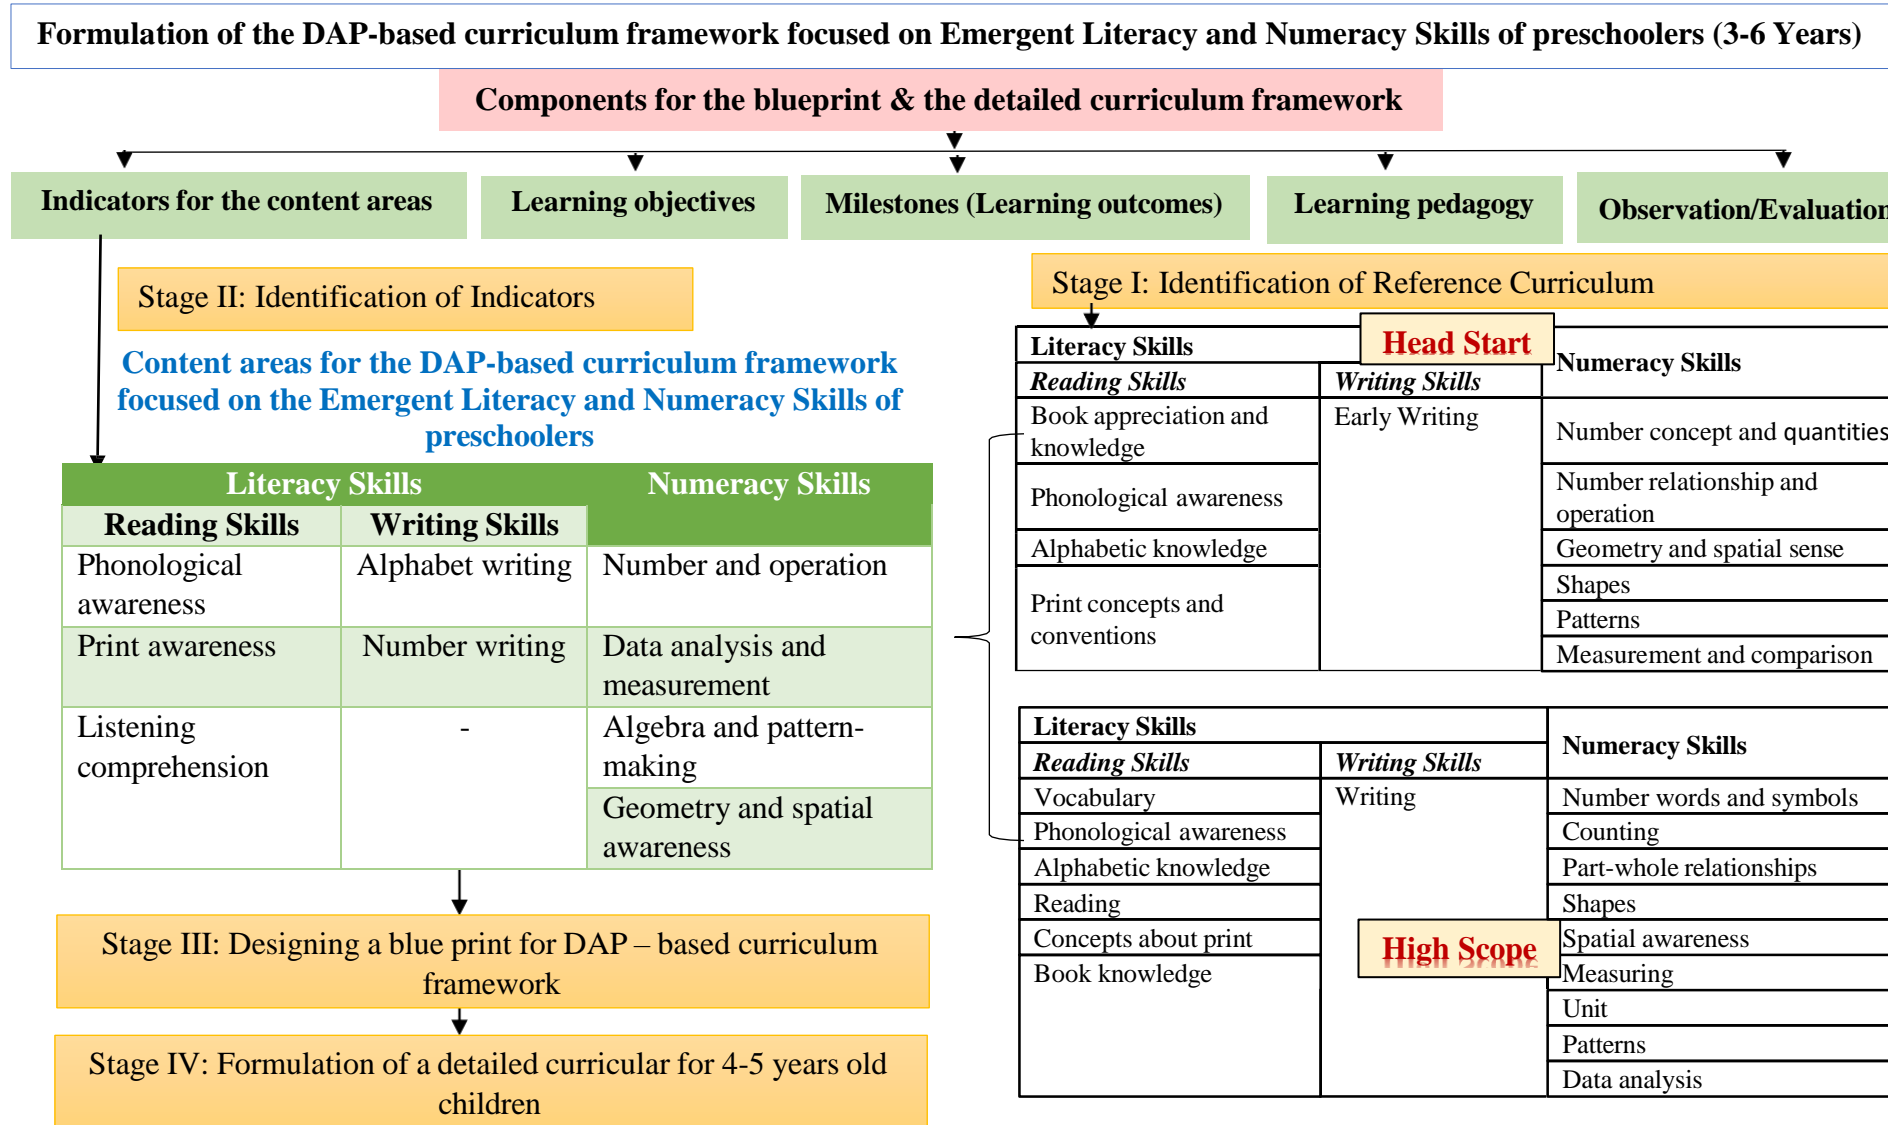 Formulation of the DAP-based curriculum framework focused on Emergent Literacy and Numeracy Skills of preschoolers (3-6 Years)
Components for the blueprint & the detailed curriculum framework
Indicators for the content areas
Learning objectives
Milestones (Learning outcomes)
Learning pedagogy
Observation/Evaluation
Stage II: Identification of Indicators
Content areas for the DAP-based curriculum framework
focused on the Emergent Literacy and Numeracy Skills of
preschoolers
Literacy Skills
Numeracy Skills
Reading Skills
Writing Skills
Phonological
awareness
Alphabet writing
Number and operation
Print awareness
Number writing
Data analysis and
measurement
Listening
comprehension
-
Algebra and pattern-
making
Geometry and spatial
awareness
Stage III: Designing a blue print for DAP – based curriculum
framework
Stage IV: Formulation of a detailed curricular for 4-5 years old
children
Stage I: Identification of Reference Curriculum
Head Start
Literacy Skills
Numeracy Skills
Reading Skills
Writing Skills
Book appreciation and
knowledge
Early Writing
Number concept and quantities
Phonological awareness
Number relationship and
operation
Alphabetic knowledge
Geometry and spatial sense
Print concepts and
conventions
Shapes
Patterns
Measurement and comparison
Literacy Skills
Numeracy Skills
Reading Skills
Writing Skills
Vocabulary
Writing
Number words and symbols
Phonological awareness
Counting
Alphabetic knowledge
Part-whole relationships
Reading
Shapes
Concepts about print
High Scope
Spatial awareness
Book knowledge
Measuring
Unit
Patterns
Data analysis